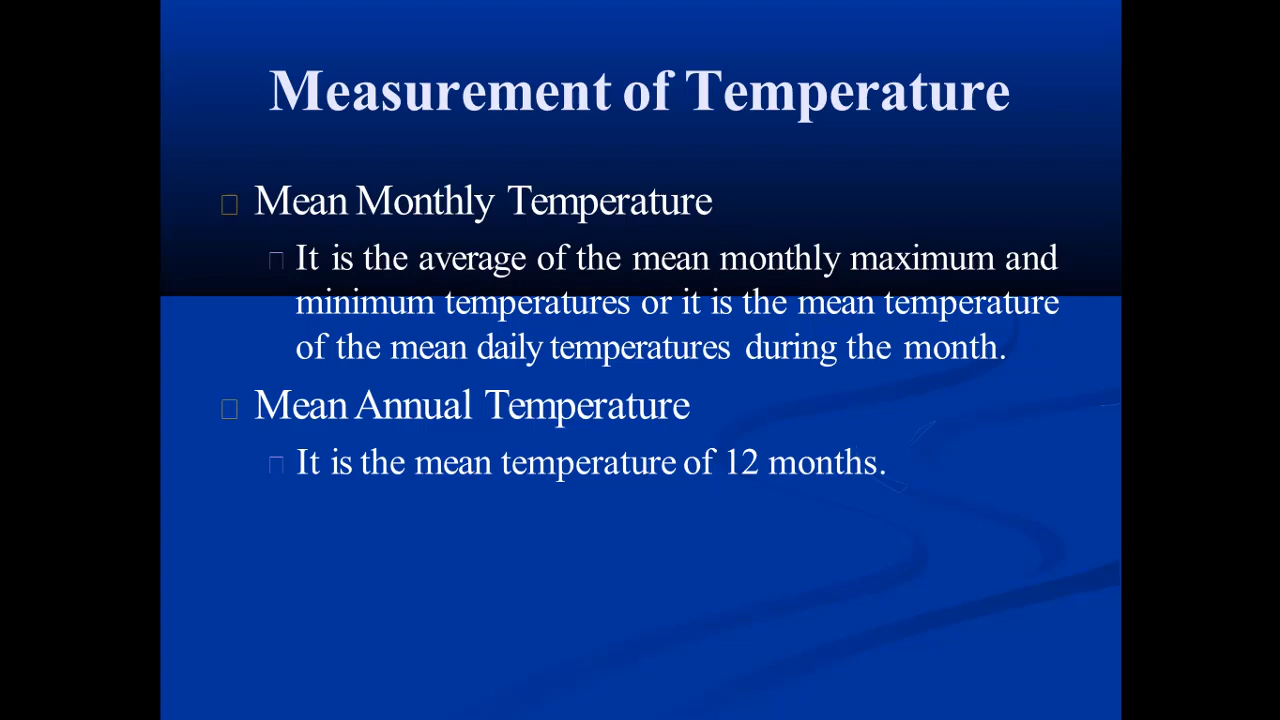 Measurement of Temperature
Mean Monthly Temperature
It is the average of the mean monthly maximum and
minimum temperatures or it is the mean temperature
of the mean daily temperatures during the month.
Mean Annual Temperature
It is the mean temperature of 12 months.